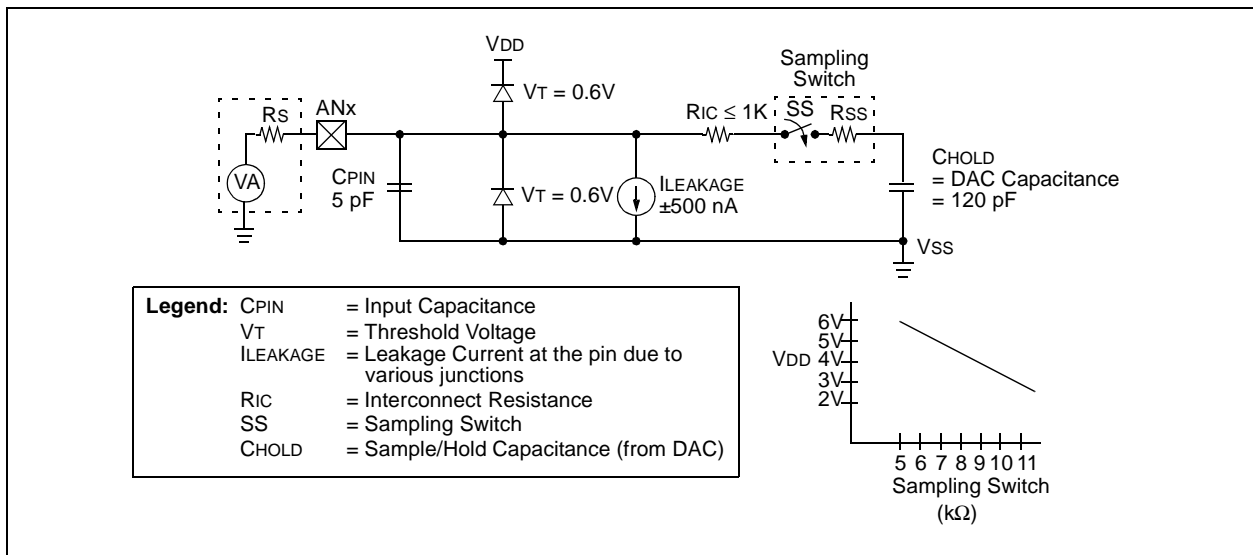 VDD
Sampling
Switch
VT = 0.6V
RS
ANx
RIC ≤ 1K
SS
RSS
VA
CPIN
5 pF
VT = 0.6V
ILEAKAGE
±500 nA
CHOLD
= DAC Capacitance
= 120 pF
VSS
Legend: CPIN = Input Capacitance
VT = Threshold Voltage
ILEAKAGE = Leakage Current at the pin due to
various junctions
RIC = Interconnect Resistance
SS = Sampling Switch
CHOLD = Sample/Hold Capacitance (from DAC)
6V
5V
VDD 4V
3V
2V
5 6 7 8 9 10 11
Sampling Switch
(kΩ)